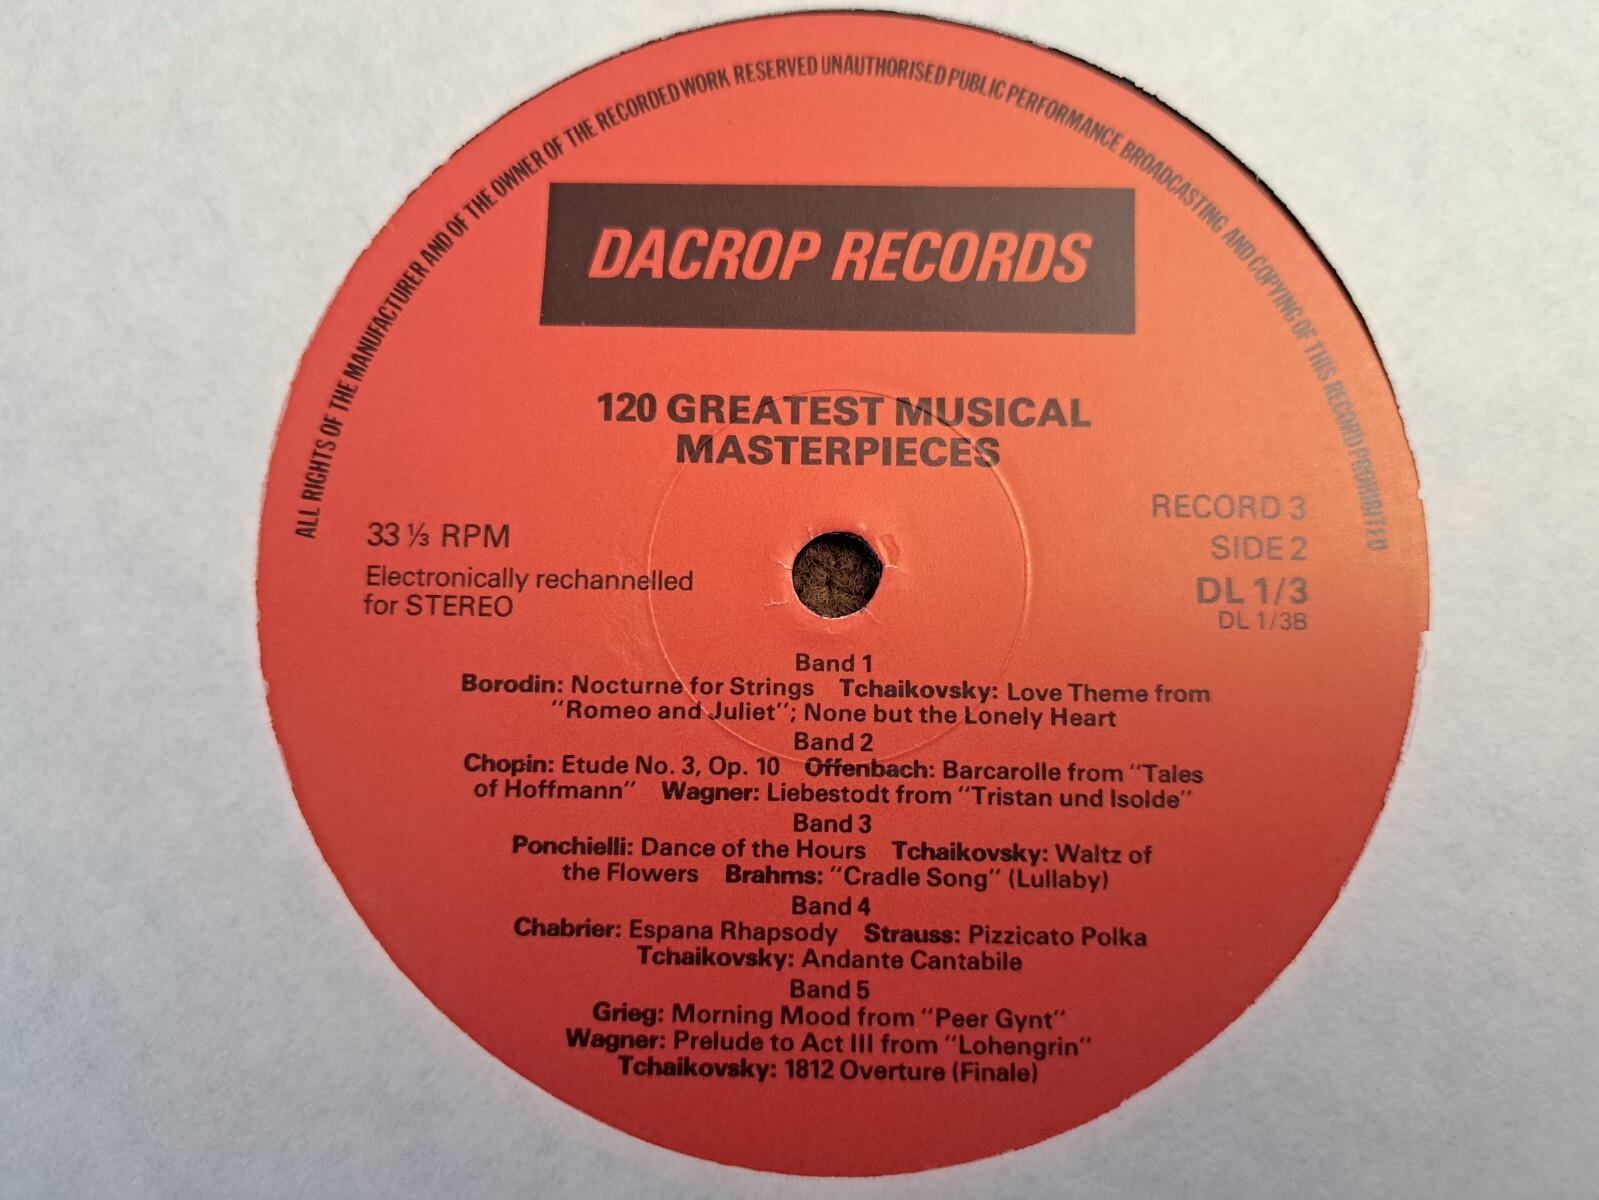 ALL RIGHTS OF THE MANUFACTURER AND OF THE OWNER OF THE RECORDED WORK RESERVED UNAUTHORISED PUBLIC PERFORMANCE BROADCASTING AND COPYING OF THIS RECORD PROHIBITED
DACROP RECORDS
120 GREATEST MUSICAL
MASTERPIECES
33 ⅓ RPM
Electronically rechannelled
for STEREO
RECORD 3
SIDE 2
DL 1/3
DL 1/3B
Band 1
Borodin: Nocturne for Strings Tchaikovsky: Love Theme from
"Romeo and Juliet"; None but the Lonely Heart
Band 2
Chopin: Etude No. 3, Op. 10 Offenbach: Barcarolle from "Tales
of Hoffmann" Wagner: Liebestodt from "Tristan und Isolde"
Band 3
Ponchielli: Dance of the Hours Tchaikovsky: Waltz of
the Flowers Brahms: "Cradle Song" (Lullaby)
Band 4
Chabrier: Espana Rhapsody Strauss: Pizzicato Polka
Tchaikovsky: Andante Cantabile
Band 5
Grieg: Morning Mood from "Peer Gynt"
Wagner: Prelude to Act III from "Lohengrin"
Tchaikovsky: 1812 Overture (Finale)